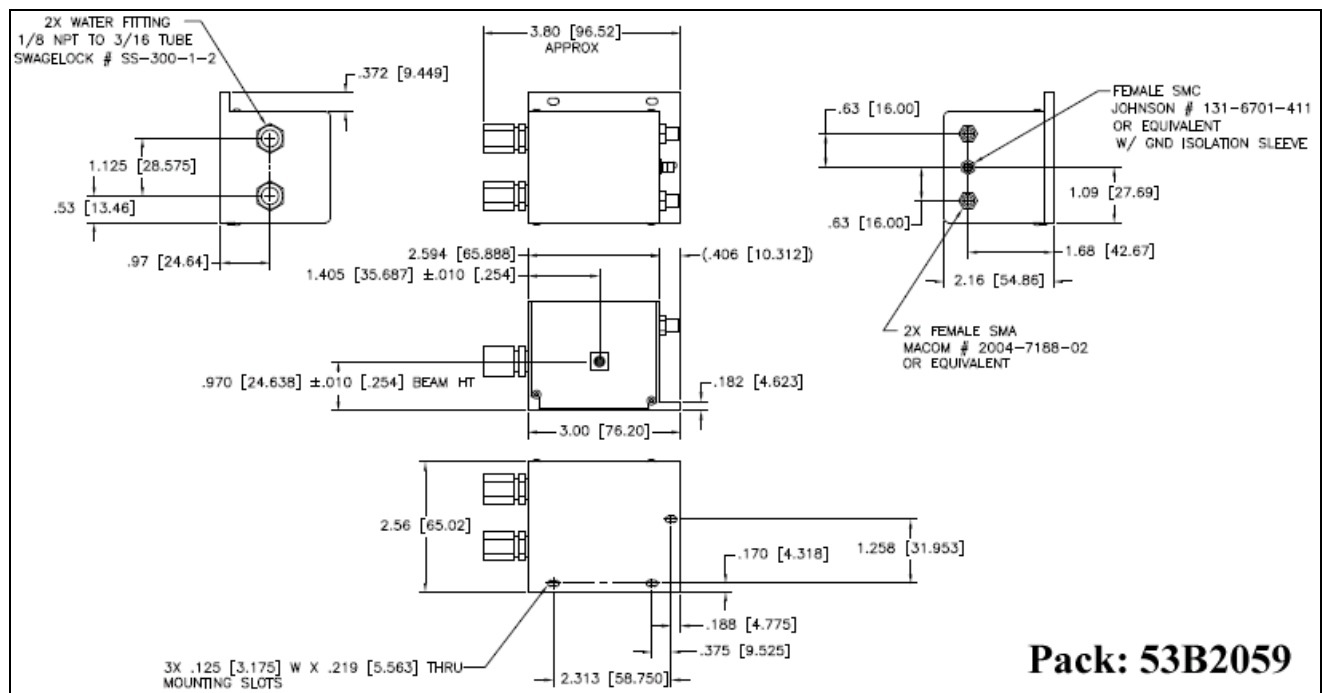 2X WATER FITTING
1/8 NPT TO 3/16 TUBE
SWAGELOCK # SS-300-1-2
3.80 [96.52]
APPROX
.372 [9.449]
1.125 [28.575]
.53 [13.46]
.97 [24.64]
.63 [16.00]
FEMALE SMC
JOHNSON # 131-6701-411
OR EQUIVALENT
W/ GND ISOLATION SLEEVE
1.09 [27.69]
.63 [16.00]
1.68 [42.67]
2.16 [54.86]
2X FEMALE SMA
MACOM # 2004-7188-02
OR EQUIVALENT
2.594 [65.888]
(.406 [10.312])
1.405 [35.687] ±.010 [.254]
.970 [24.638] ±.010 [.254] BEAM HT
.182 [4.623]
3.00 [76.20]
2.56 [65.02]
1.258 [31.953]
.170 [4.318]
.188 [4.775]
.375 [9.525]
2.313 [58.750]
3X .125 [3.175] W X .219 [5.563] THRU
MOUNTING SLOTS
Pack: 53B2059